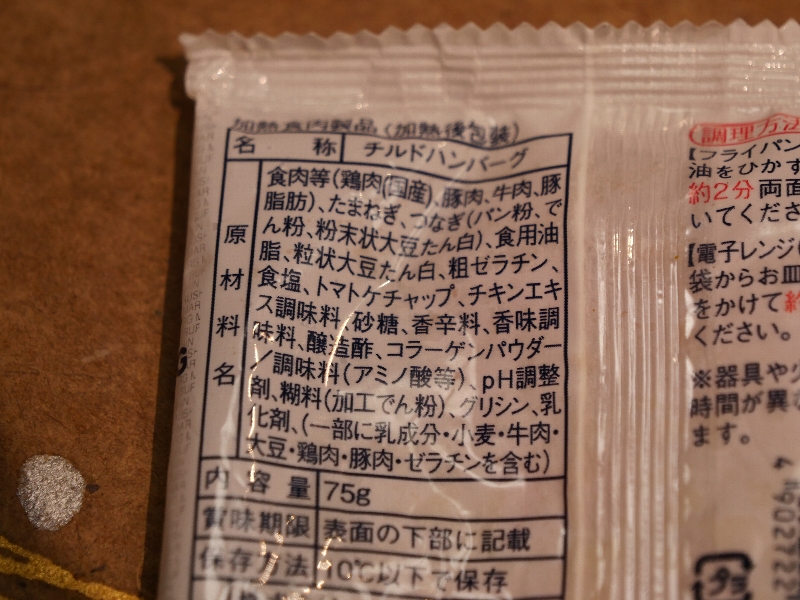 加熱食肉製品(加熱後包装)
名 称 チルドハンバーグ
原材料名
食肉等(鶏肉(国産)、豚肉、牛肉、豚
脂肪)、たまねぎ、つなぎ(パン粉、で
ん粉、粉末状大豆たん白)、食用油
脂、粒状大豆たん白、粗ゼラチン、
食塩、トマトケチャップ、チキンエキ
ス調味料、砂糖、香辛料、香味調
味料、醸造酢、コラーゲンパウダー
/調味料(アミノ酸等)、pH調整
剤、糊料(加工でん粉)、グリシン、乳
化剤、(一部に乳成分・小麦・牛肉・
大豆・鶏肉・豚肉・ゼラチンを含む)
内 容 量 75g
賞味期限 表面の下部に記載
保存方法 10℃以下で保存
(調理方法
【フライパン
油をひかず
約2分両面
いてくださ
【電子レンジ(
袋からお皿
をかけて約
ください。
※器具や
時間が異な
ます。
プラ